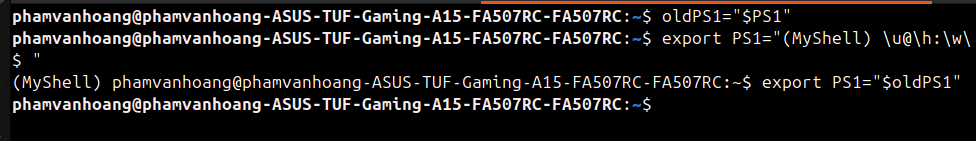 phamvanhoang@phamvanhoang-ASUS-TUF-Gaming-A15-FA507RC-FA507RC:~$ oldPS1="$PS1"
phamvanhoang@phamvanhoang-ASUS-TUF-Gaming-A15-FA507RC-FA507RC:~$ export PS1="(MyShell) \u@\h:\w\
$ "
(MyShell) phamvanhoang@phamvanhoang-ASUS-TUF-Gaming-A15-FA507RC-FA507RC:~$ export PS1="$oldPS1"
phamvanhoang@phamvanhoang-ASUS-TUF-Gaming-A15-FA507RC-FA507RC:~$